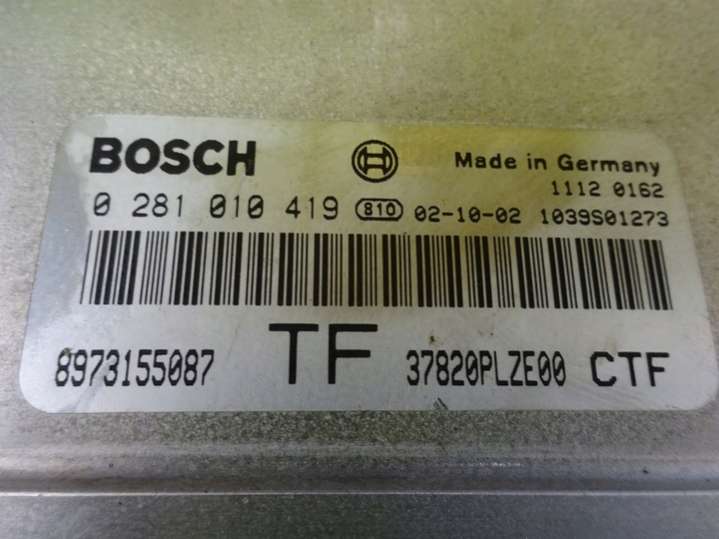 BOSCH Made in Germany
1112 0162
0 281 010 419 810 02-10-02 1039S01273
8973155087 TF 37820PLZE00 CTF